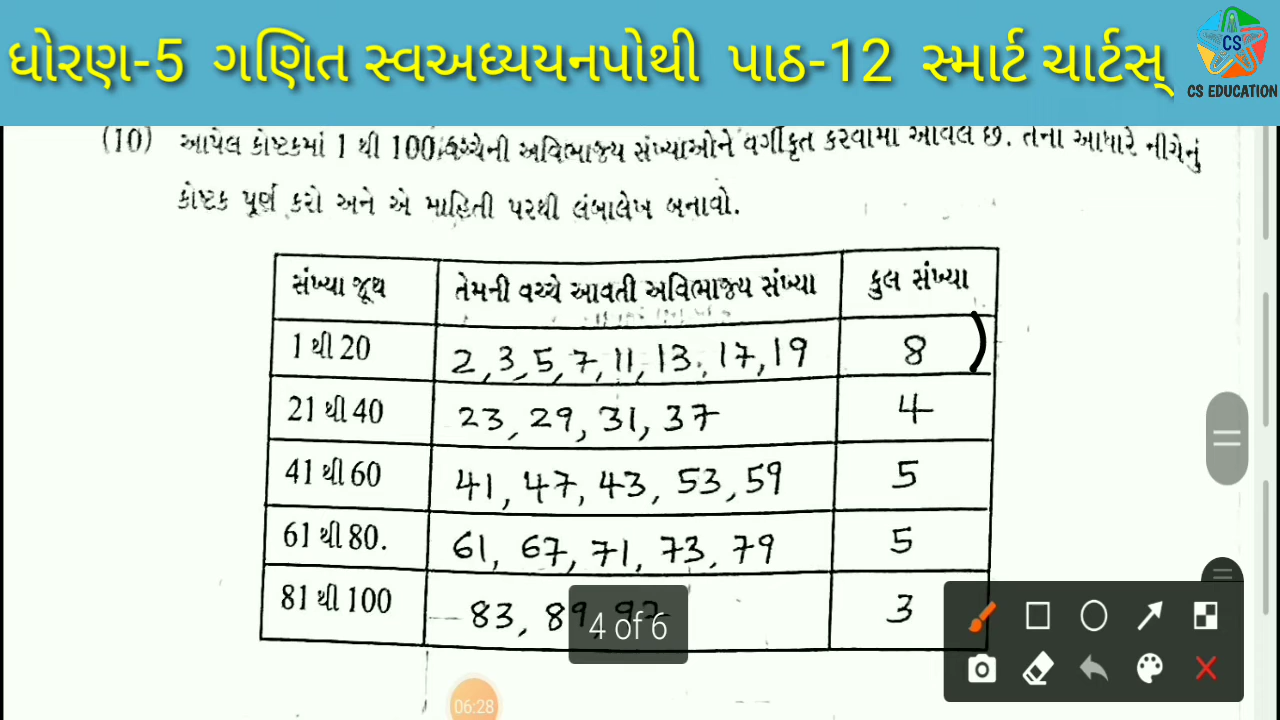 ધોરણ-5 ગણિત સ્વઅધ્યયનપોથી પાઠ-12 સ્માર્ટ ચાર્ટસ્
CS
CS EDUCATION
(10) આપેલ કોષ્ટકમાં 1 થી 100 વચ્ચેની અવિભાજ્ય સંખ્યાઓને વર્ગીકૃત કરવામાં આવેલ છે. તેના આધારે નીચેનું
કોષ્ટક પૂર્ણ કરો અને એ માહિતી પરથી લંબાલેખ બનાવો.
સંખ્યા જૂથ તેમની વચ્ચે આવતી અવિભાજ્ય સંખ્યા કુલ સંખ્યા
1 થી 20 2, 3, 5, 7, 11, 13, 17, 19 8
21 થી 40 23, 29, 31, 37 4
41 થી 60 41, 47, 43, 53, 59 5
61 થી 80. 61, 67, 71, 73, 79 5
81 થી 100 83, 89, 97 3
4 of 6
06:28